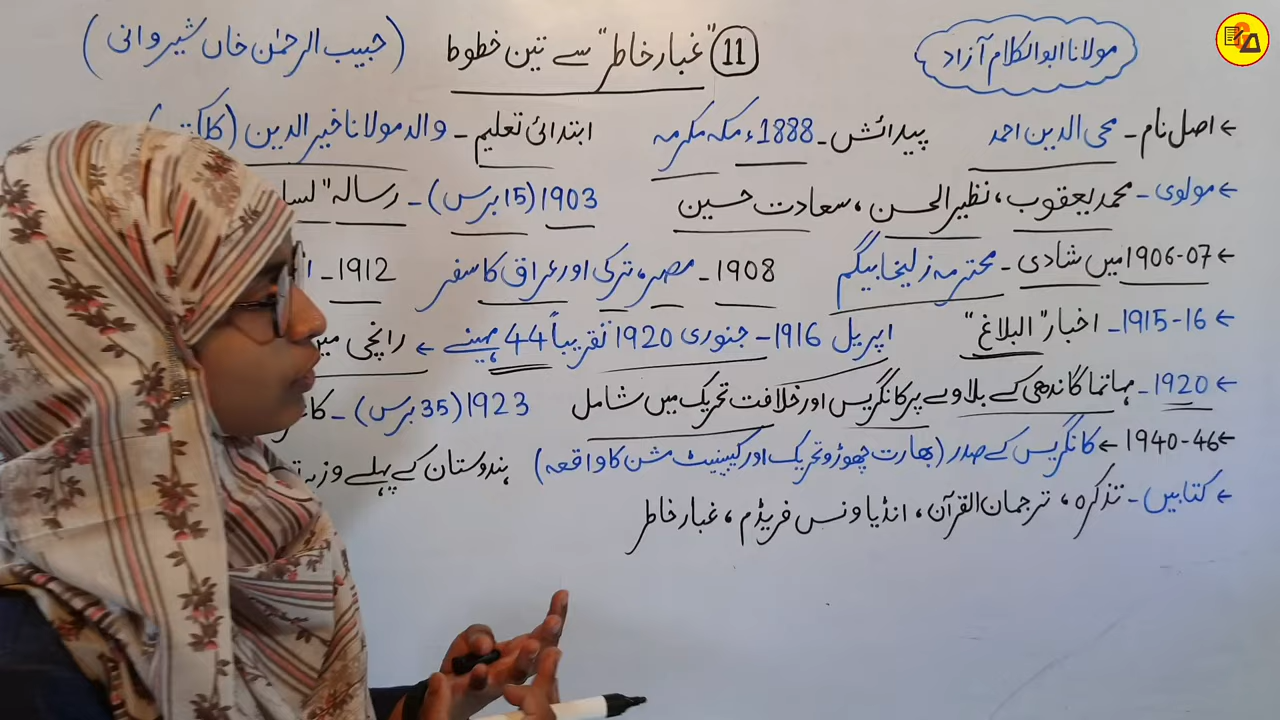 مولانا ابوالکلام آزاد
11 "غبار خاطر" سے تین خطوط (حبیب الرحمٰن خاں شیروانی)
← اصل نام - محی الدین احمد پیدائش - 1888ء مکہ مکرمہ ابتدائی تعلیم - والد مولانا خیر الدین (کلکتہ
← مولوی - محمد یعقوب، نظیر الحسن، سعادت حسین 1903 (15 برس) - رسالہ "لسا
← 1906-07 میں شادی - محترمہ زلیخا بیگم 1908 - مصر، ترکی اور عراق کا سفر 1912 -
← 1915-16 - اخبار "البلاغ" اپریل 1916 - جنوری 1920 تقریباً 44 مہینے ← رانچی میں
← 1920 - مہاتما گاندھی کے بلاوے پر کانگریس اور خلافت تحریک میں شامل 1923 (35 برس) -
← 1940-46 ← کانگریس کے صدر (بھارت چھوڑو تحریک اور کیبنیٹ مشن کا واقعہ) ہندوستان کے پہلے وزیر
← کتابیں - تذکرہ، ترجمان القرآن، انڈیا ونس فریڈم، غبار خاطر